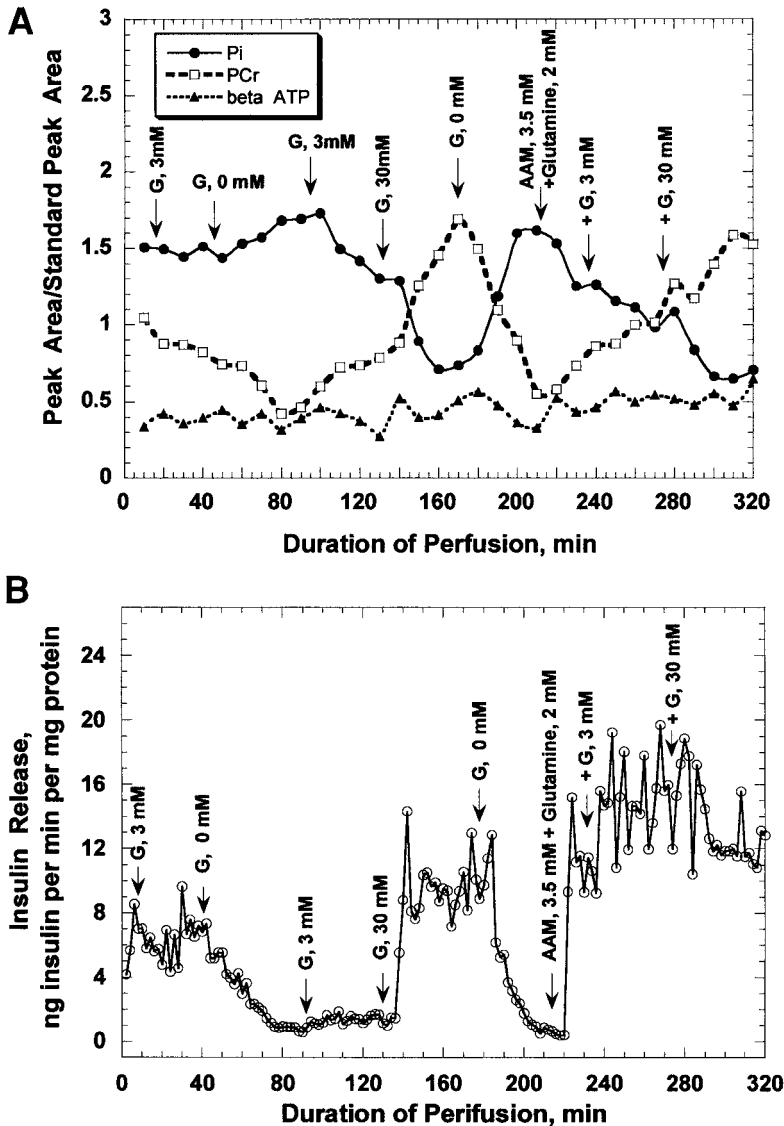 A
Peak Area/Standard Peak Area
3
2.5
2
1.5
1
0.5
0
Pi
PCr
beta ATP
G, 3mM
G, 0 mM
G, 3mM
G, 30mM
G, 0 mM
AAM, 3.5 mM
+Glutamine, 2 mM
+ G, 3 mM
+ G, 30 mM
0 40 80 120 160 200 240 280 320
Duration of Perfusion, min
B
Insulin Release,
ng insulin per min per mg protein
24
20
16
12
8
4
0
G, 3 mM
G, 0 mM
G, 3 mM
G, 30 mM
G, 0 mM
AAM, 3.5 mM + Glutamine, 2 mM
+ G, 3 mM
+ G, 30 mM
0 40 80 120 160 200 240 280 320
Duration of Perifusion, min